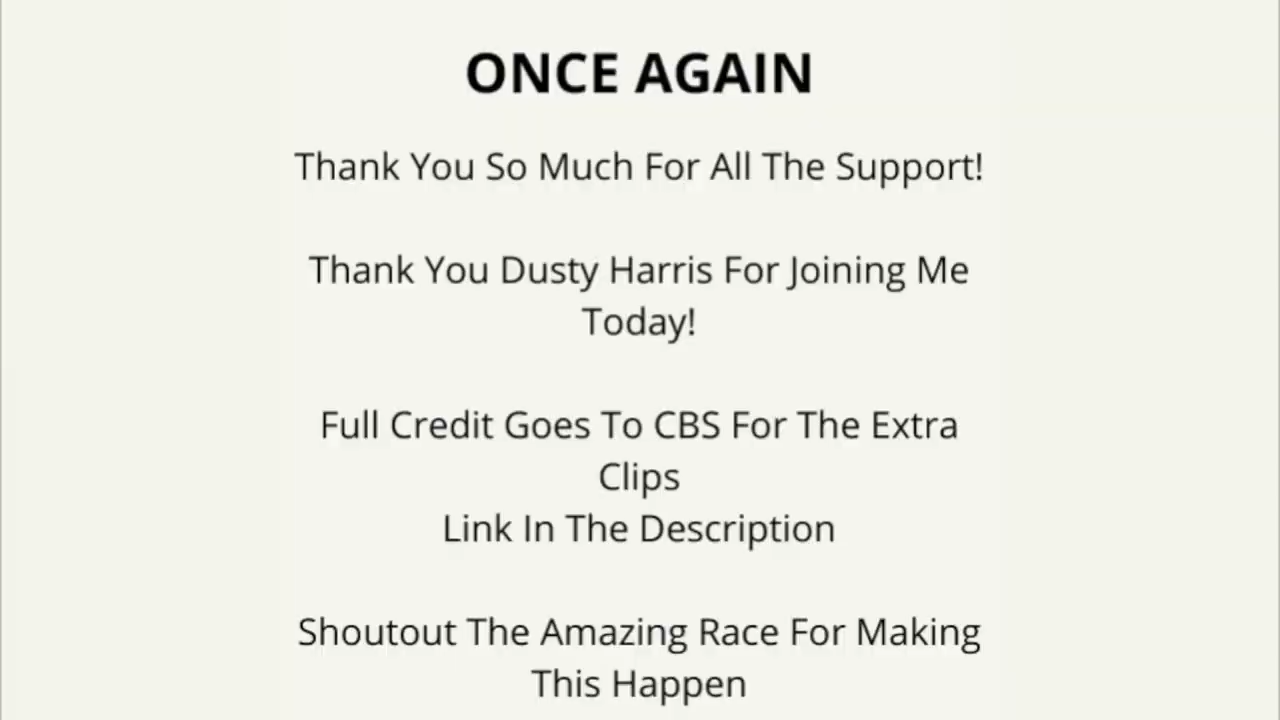 ONCE AGAIN
Thank You So Much For All The Support!
Thank You Dusty Harris For Joining Me
Today!
Full Credit Goes To CBS For The Extra
Clips
Link In The Description
Shoutout The Amazing Race For Making
This Happen